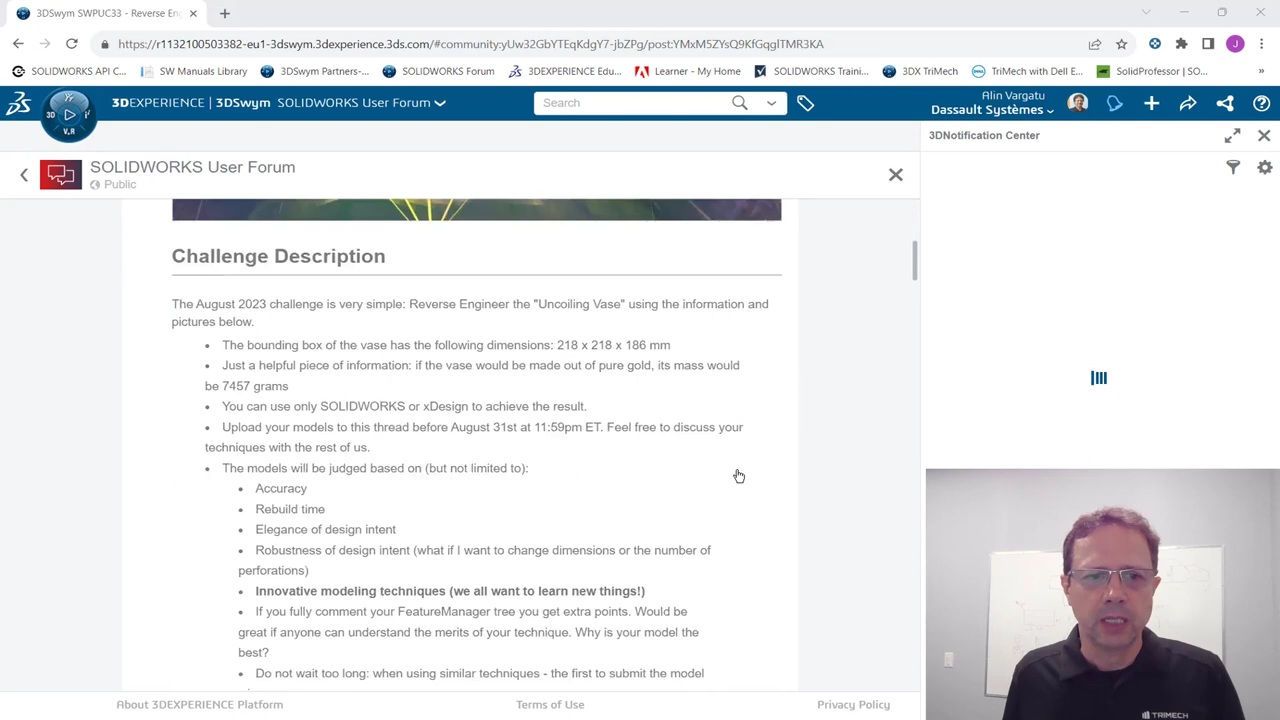 3DSwym SWPUC33 - Reverse En
https://r1132100503382-eu1-3dswym.3dexperience.3ds.com/#community:yUw32GbYTEqKdgY7-jbZPg/post:YMxM5ZYsQ9KfGqglTMR3KA
J
SOLIDWORKS API C...
SW Manuals Library
3DSwym Partners-...
SOLIDWORKS Forum
3DEXPERIENCE Edu...
Learner - My Home
SOLIDWORKS Traini...
3DX TriMech
TriMech with Dell E...
SolidProfessor | SO...
»
3D
V.R
3DEXPERIENCE | 3DSwym SOLIDWORKS User Forum
Search
Alin Vargatu
Dassault Systèmes
3DNotification Center
SOLIDWORKS User Forum
Public
Challenge Description
The August 2023 challenge is very simple: Reverse Engineer the "Uncoiling Vase" using the information and
pictures below.
• The bounding box of the vase has the following dimensions: 218 x 218 x 186 mm
• Just a helpful piece of information: if the vase would be made out of pure gold, its mass would
be 7457 grams
• You can use only SOLIDWORKS or xDesign to achieve the result.
• Upload your models to this thread before August 31st at 11:59pm ET. Feel free to discuss your
techniques with the rest of us.
• The models will be judged based on (but not limited to):
• Accuracy
• Rebuild time
• Elegance of design intent
• Robustness of design intent (what if I want to change dimensions or the number of
perforations)
• Innovative modeling techniques (we all want to learn new things!)
• If you fully comment your FeatureManager tree you get extra points. Would be
great if anyone can understand the merits of your technique. Why is your model the
best?
• Do not wait too long: when using similar techniques - the first to submit the model
About 3DEXPERIENCE Platform
Terms of Use
Privacy Policy
TRIMECH